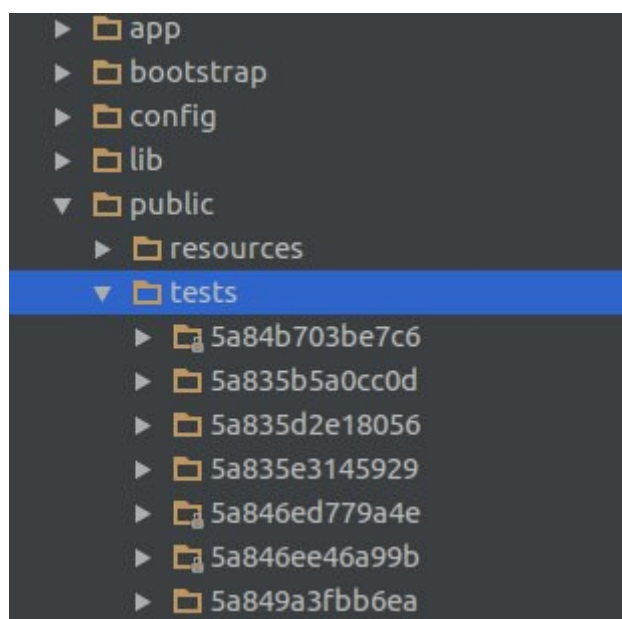 app
bootstrap
config
lib
public
resources
tests
5a84b703be7c6
5a835b5a0cc0d
5a835d2e18056
5a835e3145929
5a846ed779a4e
5a846ee46a99b
5a849a3fbb6ea